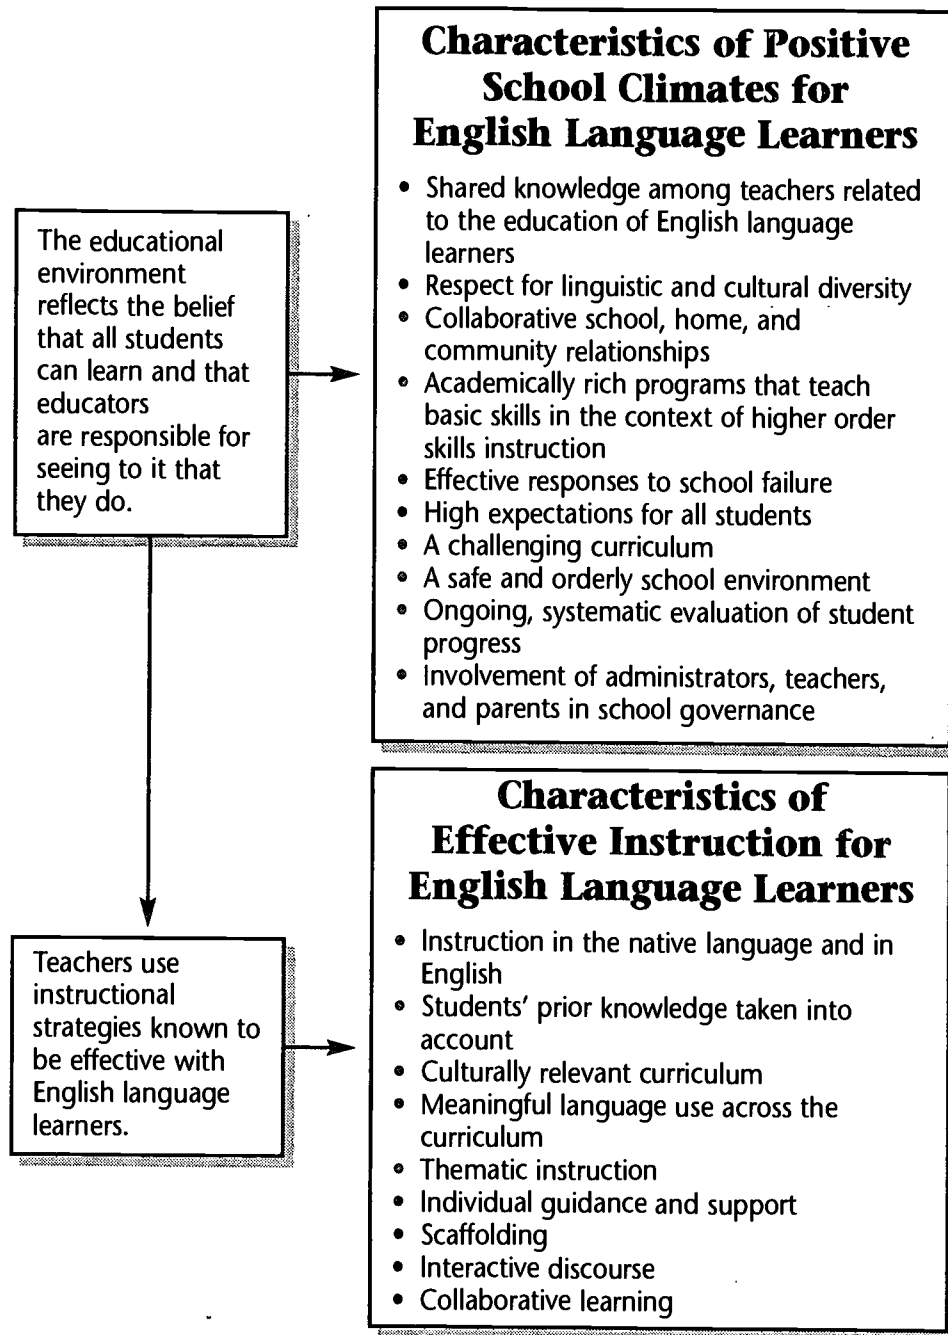 Characteristics of Positive
School Climates for
English Language Learners
• Shared knowledge among teachers related
to the education of English language
learners
• Respect for linguistic and cultural diversity
• Collaborative school, home, and
community relationships
• Academically rich programs that teach
basic skills in the context of higher order
skills instruction
• Effective responses to school failure
• High expectations for all students
• A challenging curriculum
• A safe and orderly school environment
• Ongoing, systematic evaluation of student
progress
• Involvement of administrators, teachers,
and parents in school governance
The educational
environment
reflects the belief
that all students
can learn and that
educators
are responsible for
seeing to it that
they do.
Teachers use
instructional
strategies known to
be effective with
English language
learners.
Characteristics of
Effective Instruction for
English Language Learners
• Instruction in the native language and in
English
• Students' prior knowledge taken into
account
• Culturally relevant curriculum
• Meaningful language use across the
curriculum
• Thematic instruction
• Individual guidance and support
• Scaffolding
• Interactive discourse
• Collaborative learning